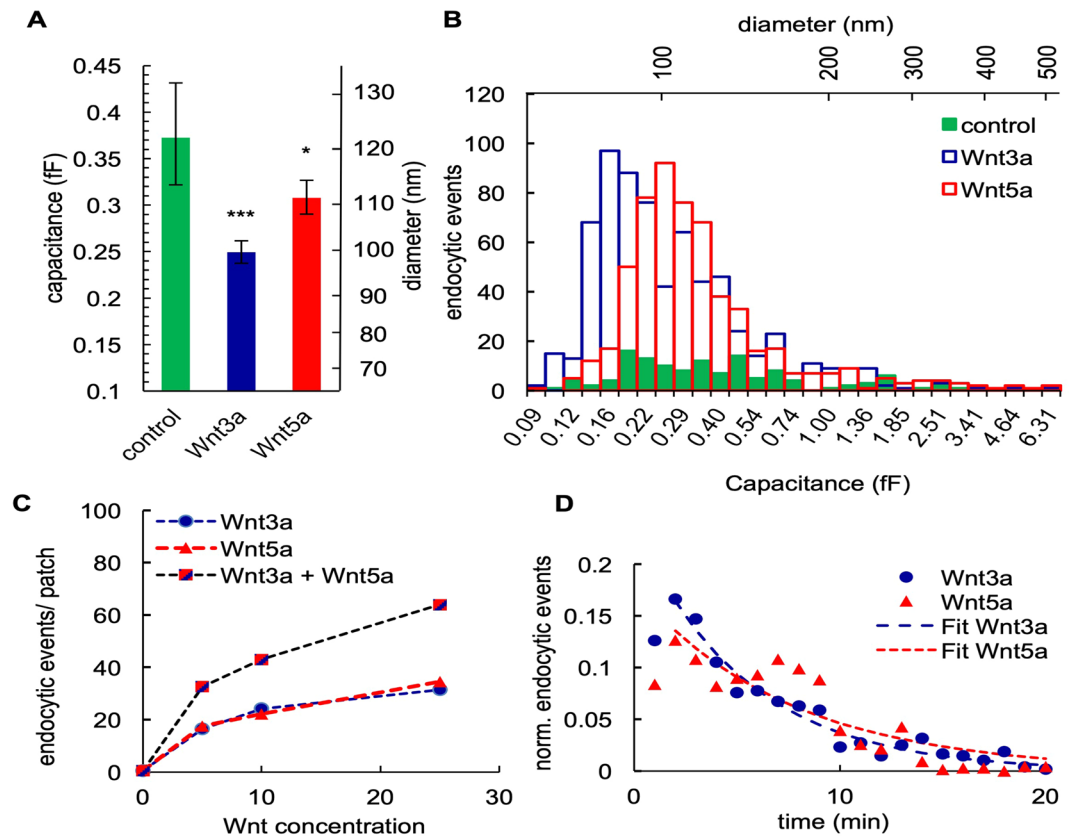 A
capacitance (fF)
0.45
0.4
0.35
0.3
0.25
0.2
0.15
0.1
***
*
130
120
110
100
90
80
70
diameter (nm)
control
Wnt3a
Wnt5a
B
diameter (nm)
100
200
300
400
500
endocytic events
120
100
80
60
40
20
0
control
Wnt3a
Wnt5a
0.09
0.12
0.16
0.22
0.29
0.40
0.54
0.74
1.00
1.36
1.85
2.51
3.41
4.64
6.31
Capacitance (fF)
C
endocytic events/ patch
100
80
60
40
20
0
Wnt3a
Wnt5a
Wnt3a + Wnt5a
0
10
20
30
Wnt concentration
D
norm. endocytic events
0.2
0.15
0.1
0.05
0
Wnt3a
Wnt5a
Fit Wnt3a
Fit Wnt5a
0
10
20
time (min)